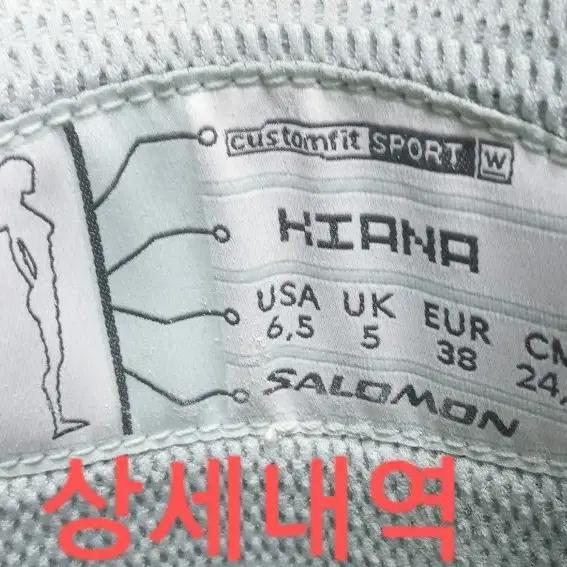 customfit SPORT W
KIANA
USA UK EUR CM
6,5 5 38 24,
SALOMON
상세내역